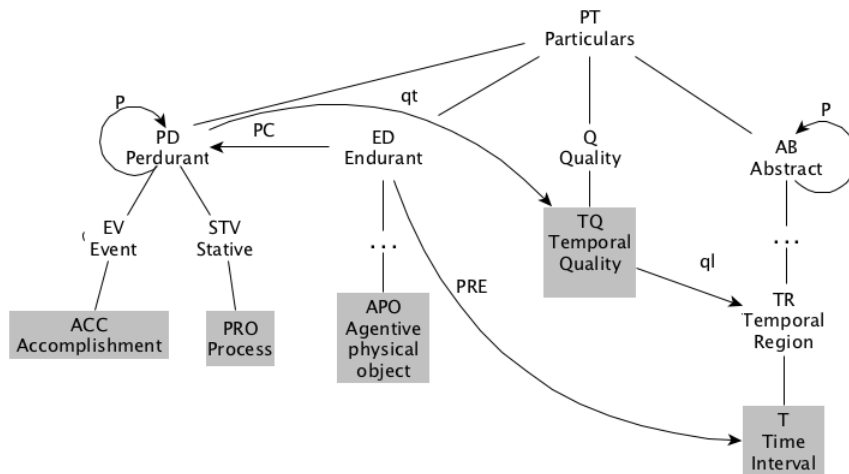 PT
Particulars
P
qt
P
PD
Perdurant
PC
ED
Endurant
Q
Quality
AB
Abstract
EV
Event
STV
Stative
...
TQ
Temporal
Quality
...
PRE
ql
ACC
Accomplishment
PRO
Process
APO
Agentive
physical
object
TR
Temporal
Region
T
Time
Interval